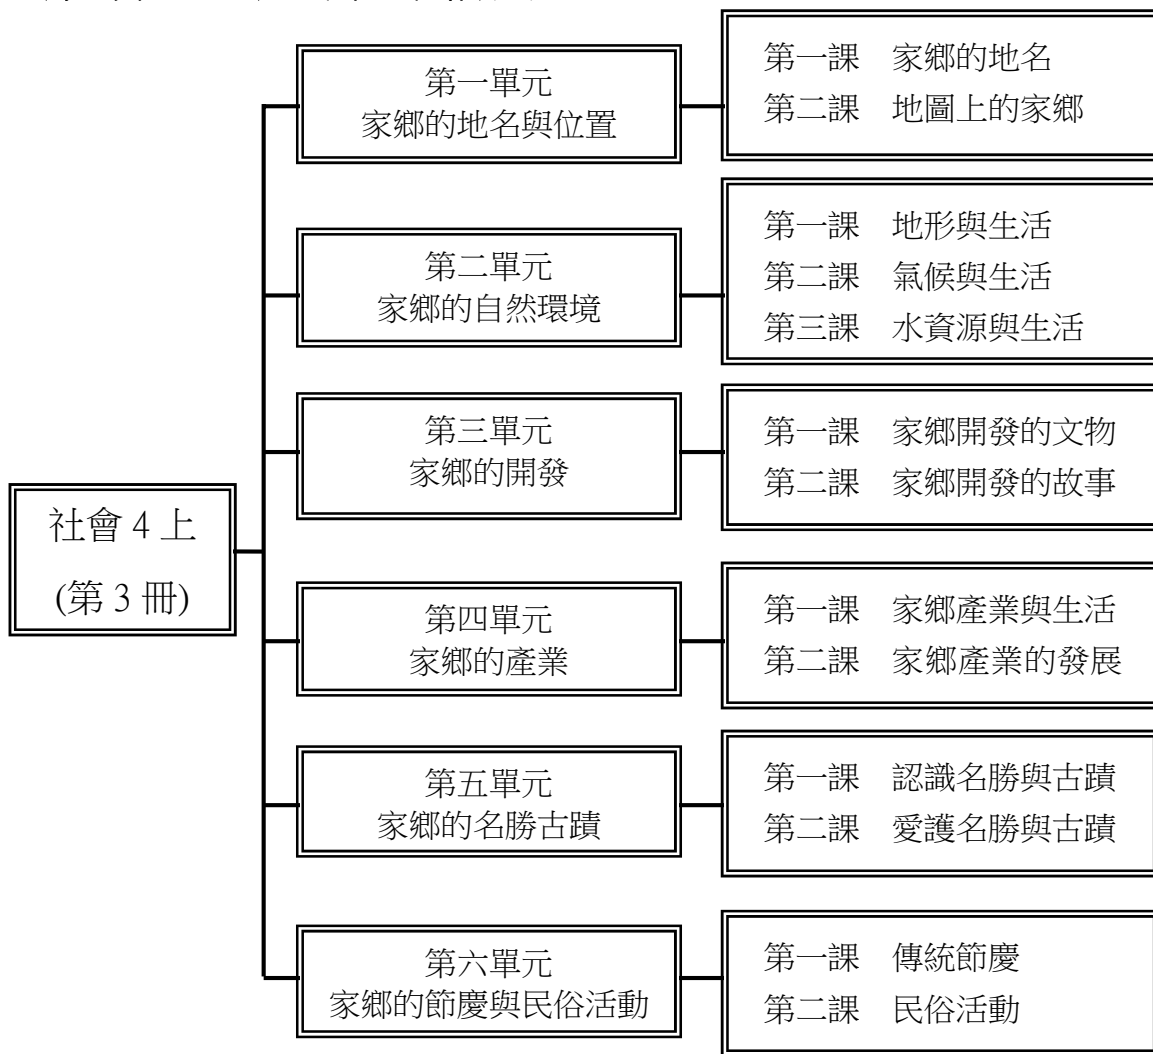 社會 4 上
(第 3 冊)
第一單元
家鄉的地名與位置
第一課　家鄉的地名
第二課　地圖上的家鄉
第二單元
家鄉的自然環境
第一課　地形與生活
第二課　氣候與生活
第三課　水資源與生活
第三單元
家鄉的開發
第一課　家鄉開發的文物
第二課　家鄉開發的故事
第四單元
家鄉的產業
第一課　家鄉產業與生活
第二課　家鄉產業的發展
第五單元
家鄉的名勝古蹟
第一課　認識名勝與古蹟
第二課　愛護名勝與古蹟
第六單元
家鄉的節慶與民俗活動
第一課　傳統節慶
第二課　民俗活動